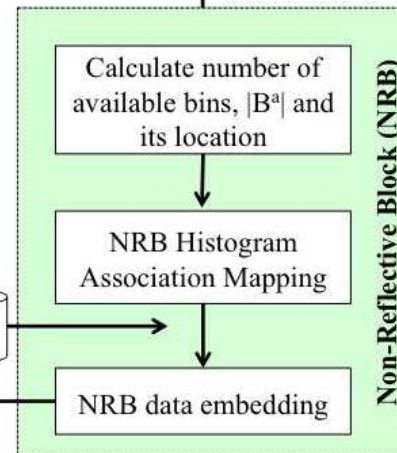 Calculate number of
available bins, |Bᵃ| and
its location
NRB Histogram
Association Mapping
NRB data embedding
Non-Reflective Block (NRB)